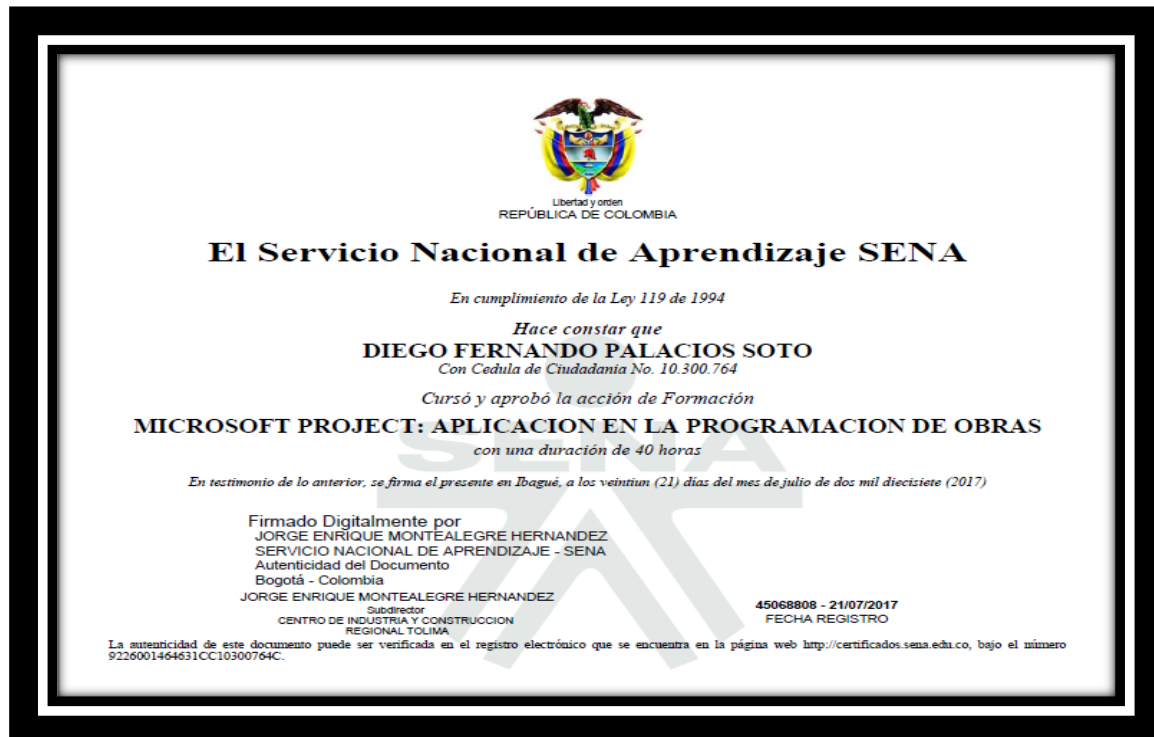 Libertad y orden
REPÚBLICA DE COLOMBIA
El Servicio Nacional de Aprendizaje SENA
En cumplimiento de la Ley 119 de 1994
Hace constar que
DIEGO FERNANDO PALACIOS SOTO
Con Cedula de Ciudadania No. 10.300.764
Cursó y aprobó la acción de Formación
MICROSOFT PROJECT: APLICACION EN LA PROGRAMACION DE OBRAS
SENA
con una duración de 40 horas
En testimonio de lo anterior, se firma el presente en Ibagué, a los veintiun (21) días del mes de julio de dos mil diecisiete (2017)
Firmado Digitalmente por
JORGE ENRIQUE MONTEALEGRE HERNANDEZ
SERVICIO NACIONAL DE APRENDIZAJE - SENA
Autenticidad del Documento
Bogotá - Colombia
JORGE ENRIQUE MONTEALEGRE HERNANDEZ
Subdirector
CENTRO DE INDUSTRIA Y CONSTRUCCION
REGIONAL TOLIMA
45068808 - 21/07/2017
FECHA REGISTRO
La autenticidad de este documento puede ser verificada en el registro electrónico que se encuentra en la página web http://certificados.sena.edu.co, bajo el número
9226001464631CC10300764C.